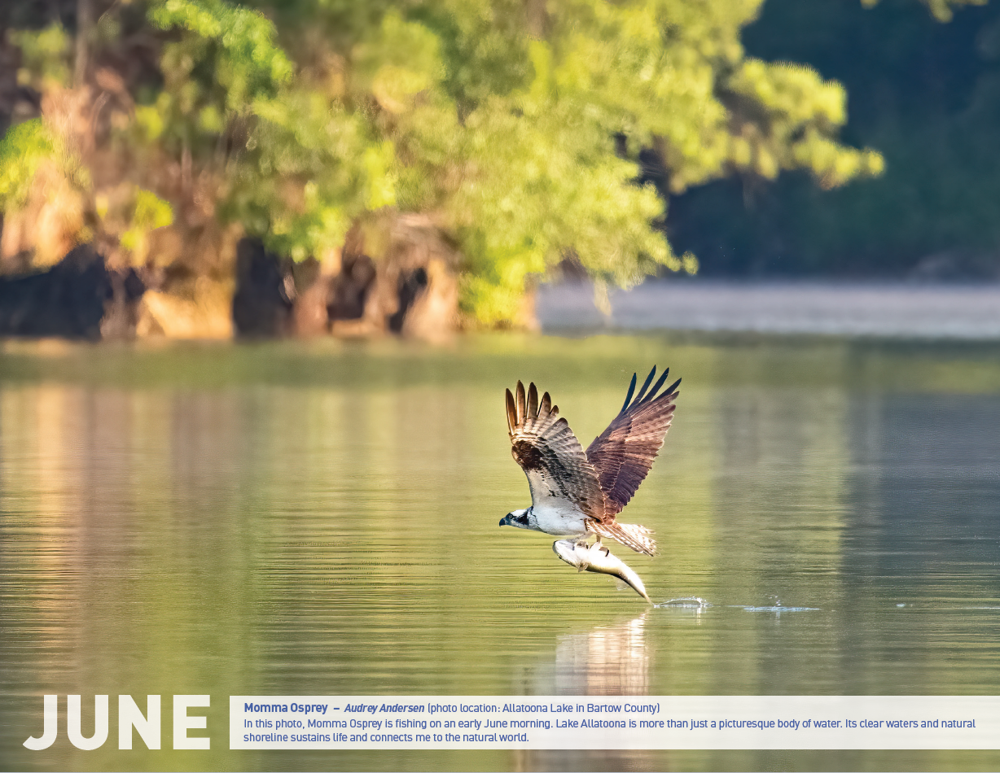 JUNE
Momma Osprey – Audrey Andersen (photo location: Allatoona Lake in Bartow County)
In this photo, Momma Osprey is fishing on an early June morning. Lake Allatoona is more than just a picturesque body of water. Its clear waters and natural
shoreline sustains life and connects me to the natural world.